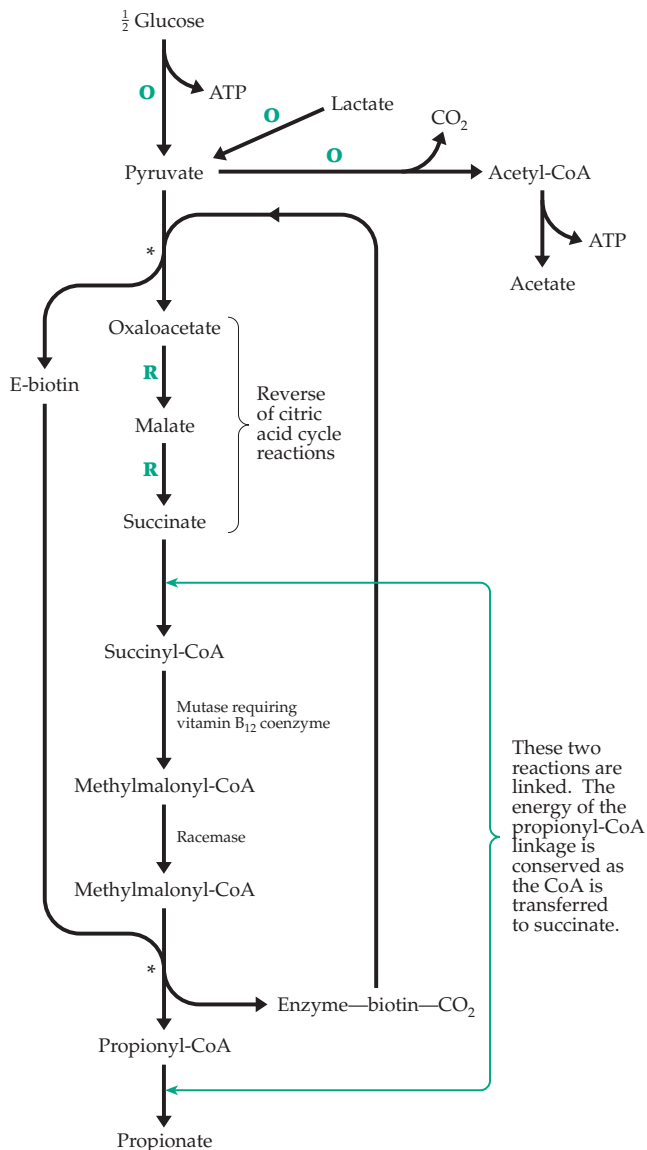 ½ Glucose
ATP
O
Lactate
O
CO₂
O
Pyruvate
Acetyl-CoA
ATP
*
Acetate
Oxaloacetate
R
E-biotin
Malate
R
Succinate
Reverse
of citric
acid cycle
reactions
Succinyl-CoA
Mutase requiring
vitamin B₁₂ coenzyme
Methylmalonyl-CoA
Racemase
Methylmalonyl-CoA
These two
reactions are
linked. The
energy of the
propionyl-CoA
linkage is
conserved as
the CoA is
transferred
to succinate.
*
Enzyme—biotin—CO₂
Propionyl-CoA
Propionate